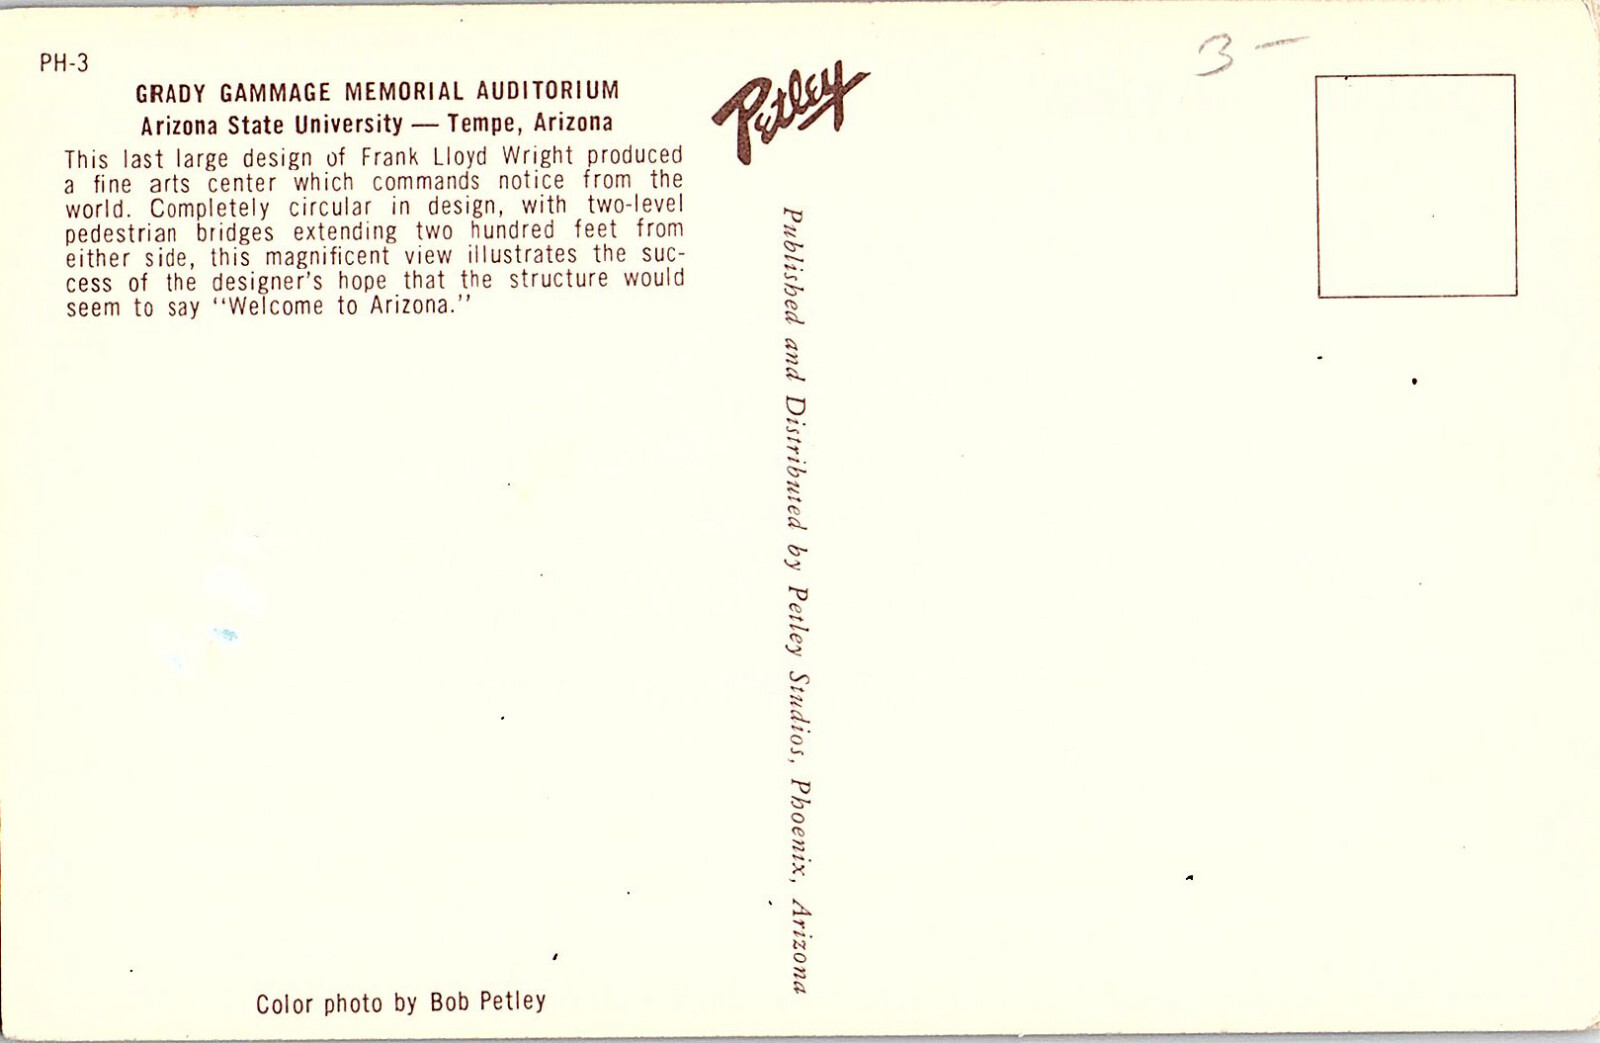 PH-3
GRADY GAMMAGE MEMORIAL AUDITORIUM
Arizona State University — Tempe, Arizona
This last large design of Frank Lloyd Wright produced
a fine arts center which commands notice from the
world. Completely circular in design, with two-level
pedestrian bridges extending two hundred feet from
either side, this magnificent view illustrates the suc-
cess of the designer's hope that the structure would
seem to say "Welcome to Arizona."
Color photo by Bob Petley
Petley
Published and Distributed by Petley Studios, Phoenix, Arizona
3 –